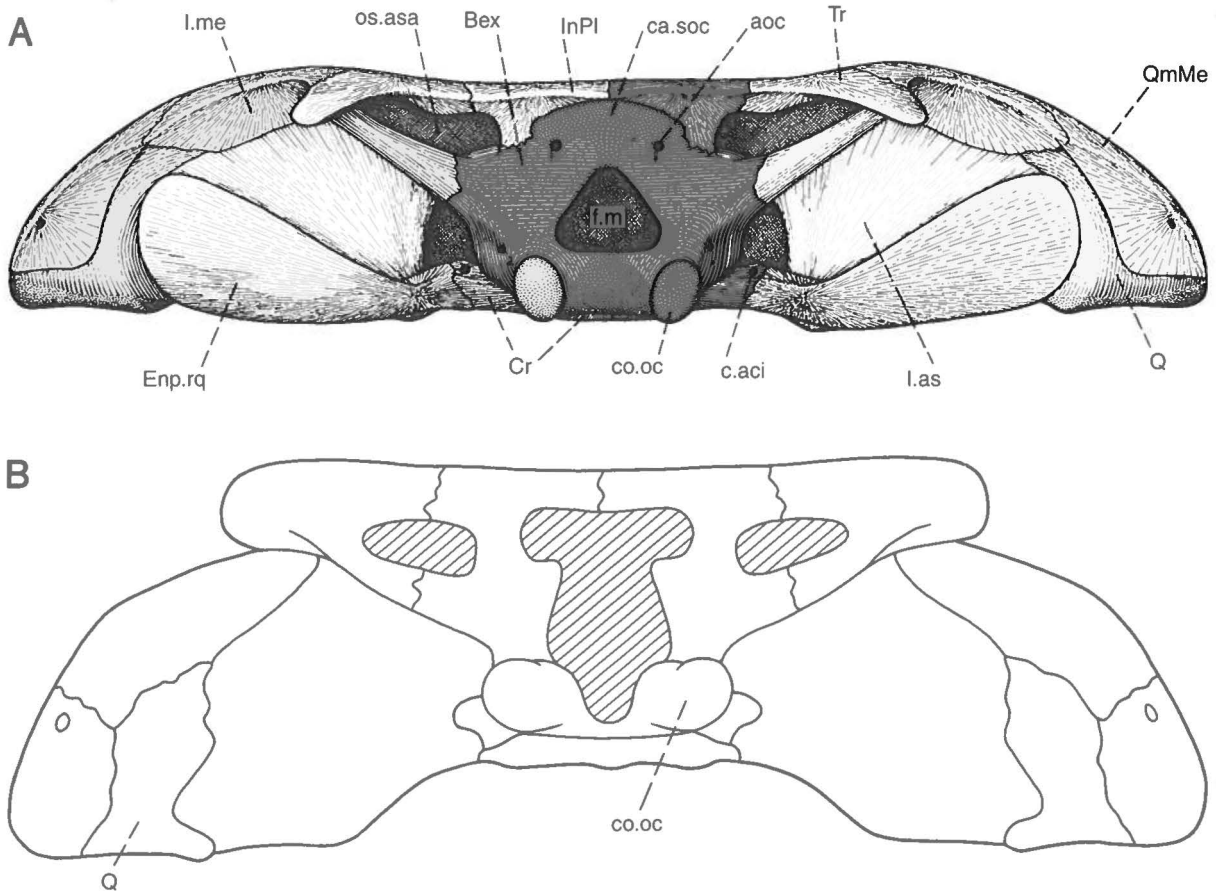 A
l.me
os.asa
Bex
InPl
ca.soc
aoc
Tr
QmMe
f.m
Enp.rq
Cr
co.oc
c.aci
l.as
Q
B
co.oc
Q